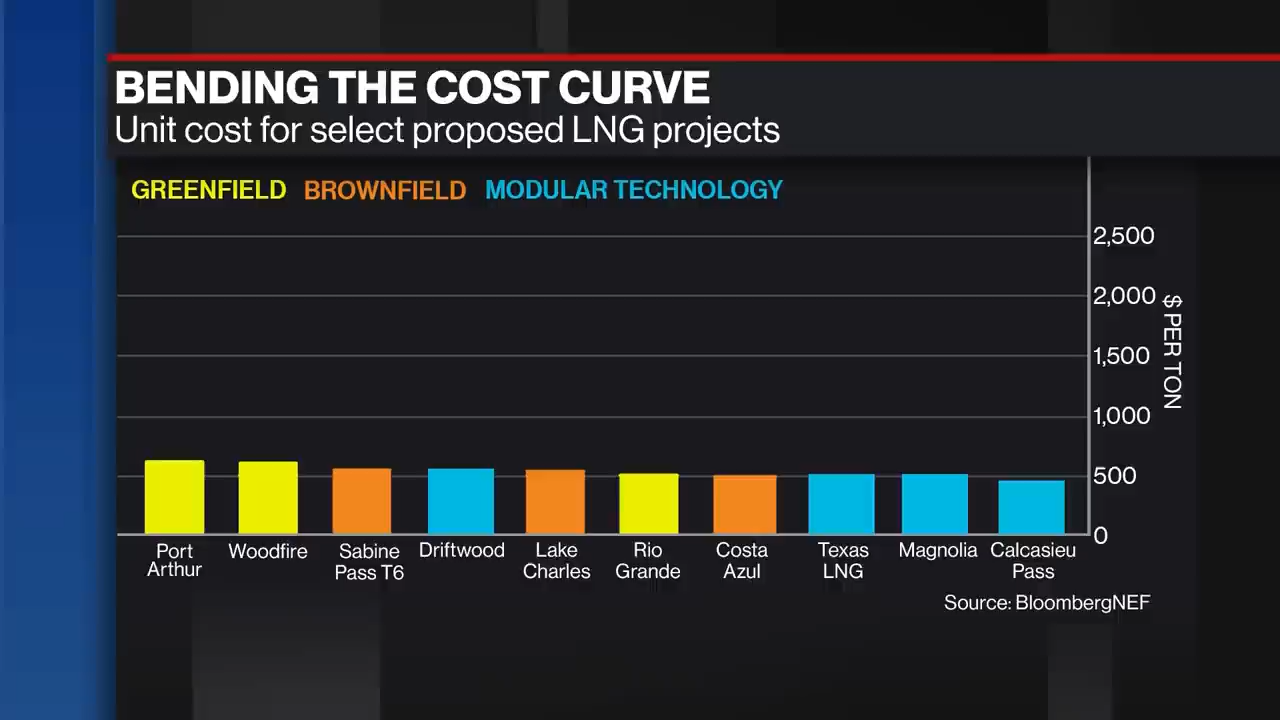 BENDING THE COST CURVE
Unit cost for select proposed LNG projects
GREENFIELD BROWNFIELD MODULAR TECHNOLOGY
2,500
2,000
1,500
1,000
500
0
$ PER TON
Port Arthur
Woodfire
Sabine Pass T6
Driftwood
Lake Charles
Rio Grande
Costa Azul
Texas LNG
Magnolia
Calcasieu Pass
Source: BloombergNEF